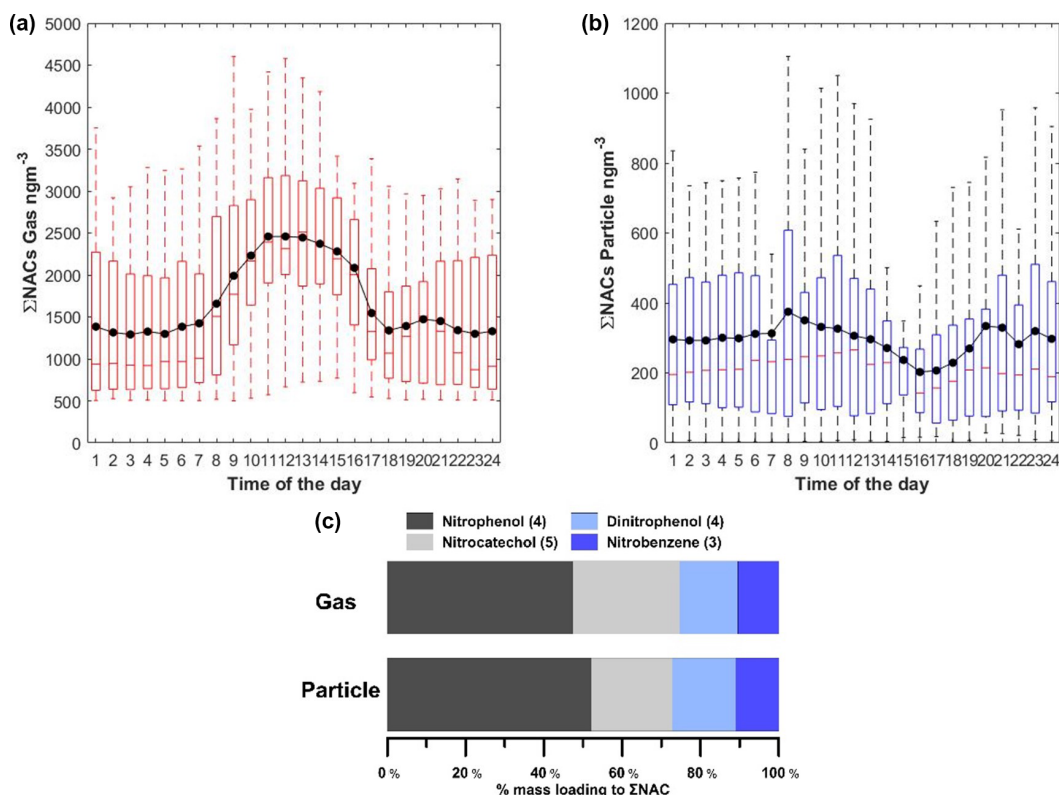 (a)
5000
4500
4000
3500
3000
2500
2000
1500
1000
500
0
ΣNACs Gas ngm⁻³
1 2 3 4 5 6 7 8 9 10 11 12 13 14 15 16 17 18 19 20 21 22 23 24
Time of the day
(b)
1200
1000
800
600
400
200
0
ΣNACs Particle ngm⁻³
1 2 3 4 5 6 7 8 9 10 11 12 13 14 15 16 17 18 19 20 21 22 23 24
Time of the day
(c)
Nitrophenol (4) Dinitrophenol (4)
Nitrocatechol (5) Nitrobenzene (3)
Gas
Particle
0 % 20 % 40 % 60 % 80 % 100 %
% mass loading to ΣNAC